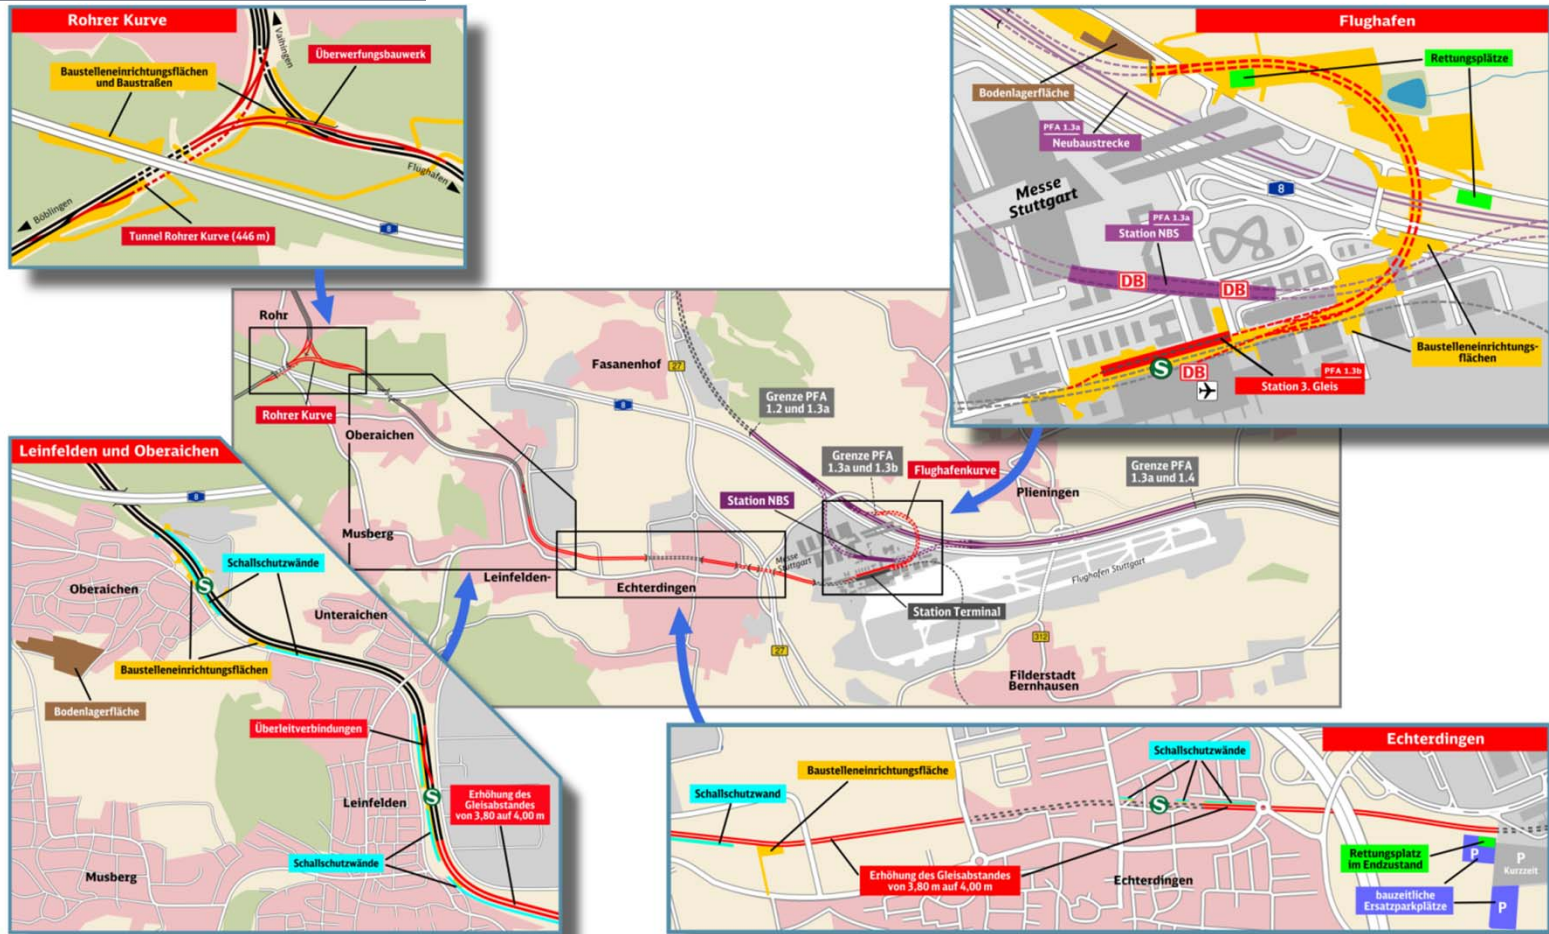 Rohrer Kurve
Vaihingen
Überwerfungsbauwerk
Baustelleneinrichtungsflächen
und Baustraßen
Flughafen
Böblingen
8
Tunnel Rohrer Kurve (446 m)
Flughafen
Rettungsplätze
Bodenlagerfläche
PFA 1.3a
Neubaustrecke
Messe
Stuttgart
8
PFA 1.3a
Station NBS
DB
DB
Baustelleneinrichtungs-
flächen
S
DB
PFA 1.3b
Station 3. Gleis
Rohr
Fasanenhof
27
Grenze PFA
1.2 und 1.3a
8
Rohrer Kurve
Oberaichen
Grenze PFA
1.3a und 1.3b
Flughafenkurve
Grenze PFA
1.3a und 1.4
Plieningen
Station NBS
Musberg
Messe
Stuttgart
Leinfelden-
Echterdingen
Flughafen Stuttgart
Station Terminal
312
27
Filderstadt
Bernhausen
Leinfelden und Oberaichen
8
Schallschutzwände
Oberaichen
S
Unteraichen
Baustelleneinrichtungsflächen
Bodenlagerfläche
Überleitverbindungen
Leinfelden
S
Erhöhung des
Gleisabstandes
von 3,80 auf 4,00 m
Schallschutzwände
Musberg
Echterdingen
Schallschutzwände
Baustelleneinrichtungsfläche
Schallschutzwand
S
Rettungsplatz
im Endzustand
P
P
Kurzzeit
Erhöhung des Gleisabstandes
von 3,80 m auf 4,00 m
Echterdingen
bauzeitliche
Ersatzparkplätze
P